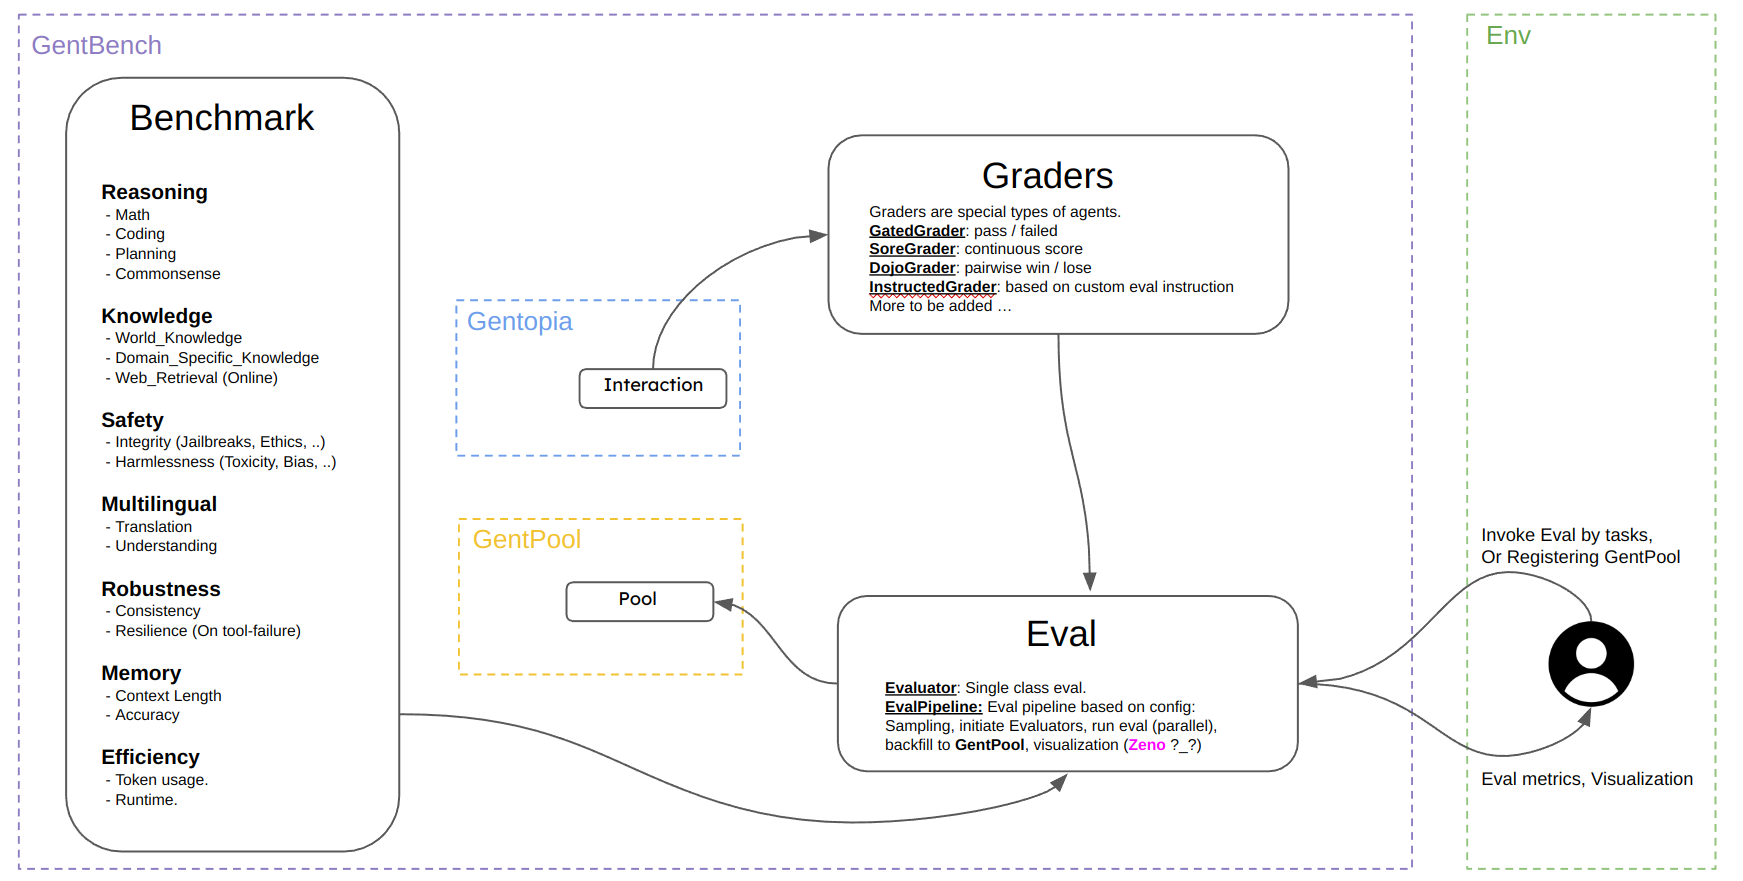 GentBench
Benchmark
Reasoning
- Math
- Coding
- Planning
- Commonsense
Knowledge
- World_Knowledge
- Domain_Specific_Knowledge
- Web_Retrieval (Online)
Safety
- Integrity (Jailbreaks, Ethics, ..)
- Harmlessness (Toxicity, Bias, ..)
Multilingual
- Translation
- Understanding
Robustness
- Consistency
- Resilience (On tool-failure)
Memory
- Context Length
- Accuracy
Efficiency
- Token usage.
- Runtime.
Gentopia
Interaction
GentPool
Pool
Graders
Graders are special types of agents.
GatedGrader: pass / failed
SoreGrader: continuous score
DojoGrader: pairwise win / lose
InstructedGrader: based on custom eval instruction
More to be added …
Eval
Evaluator: Single class eval.
EvalPipeline: Eval pipeline based on config:
Sampling, initiate Evaluators, run eval (parallel),
backfill to GentPool, visualization (Zeno ?_?)
Env
Invoke Eval by tasks,
Or Registering GentPool
Eval metrics, Visualization